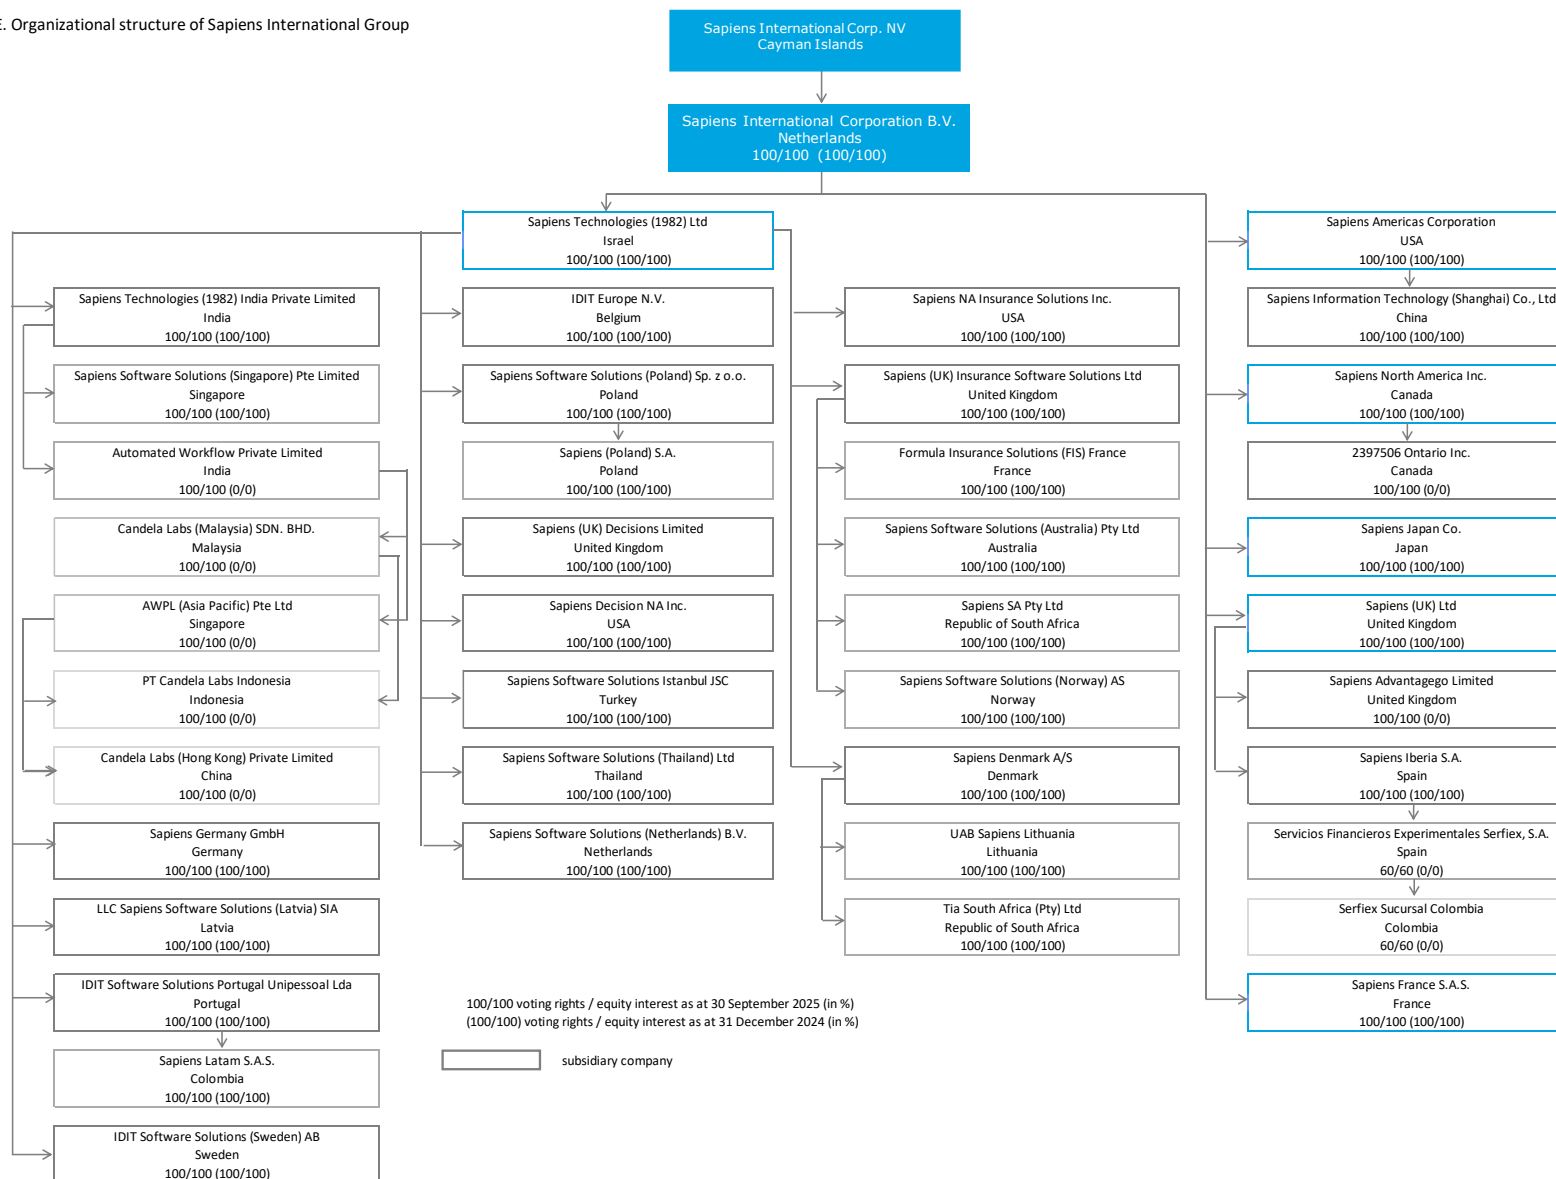 E. Organizational structure of Sapiens International Group
Sapiens International Corp. NV
Cayman Islands
Sapiens International Corporation B.V.
Netherlands
100/100 (100/100)
Sapiens Technologies (1982) Ltd
Israel
100/100 (100/100)
Sapiens Americas Corporation
USA
100/100 (100/100)
Sapiens Technologies (1982) India Private Limited
India
100/100 (100/100)
Sapiens Software Solutions (Singapore) Pte Limited
Singapore
100/100 (100/100)
Automated Workflow Private Limited
India
100/100 (0/0)
Candela Labs (Malaysia) SDN. BHD.
Malaysia
100/100 (0/0)
AWPL (Asia Pacific) Pte Ltd
Singapore
100/100 (0/0)
PT Candela Labs Indonesia
Indonesia
100/100 (0/0)
Candela Labs (Hong Kong) Private Limited
China
100/100 (0/0)
Sapiens Germany GmbH
Germany
100/100 (100/100)
LLC Sapiens Software Solutions (Latvia) SIA
Latvia
100/100 (100/100)
IDIT Software Solutions Portugal Unipessoal Lda
Portugal
100/100 (100/100)
Sapiens Latam S.A.S.
Colombia
100/100 (100/100)
IDIT Software Solutions (Sweden) AB
Sweden
100/100 (100/100)
IDIT Europe N.V.
Belgium
100/100 (100/100)
Sapiens Software Solutions (Poland) Sp. z o.o.
Poland
100/100 (100/100)
Sapiens (Poland) S.A.
Poland
100/100 (100/100)
Sapiens (UK) Decisions Limited
United Kingdom
100/100 (100/100)
Sapiens Decision NA Inc.
USA
100/100 (100/100)
Sapiens Software Solutions Istanbul JSC
Turkey
100/100 (100/100)
Sapiens Software Solutions (Thailand) Ltd
Thailand
100/100 (100/100)
Sapiens Software Solutions (Netherlands) B.V.
Netherlands
100/100 (100/100)
Sapiens NA Insurance Solutions Inc.
USA
100/100 (100/100)
Sapiens (UK) Insurance Software Solutions Ltd
United Kingdom
100/100 (100/100)
Formula Insurance Solutions (FIS) France
France
100/100 (100/100)
Sapiens Software Solutions (Australia) Pty Ltd
Australia
100/100 (100/100)
Sapiens SA Pty Ltd
Republic of South Africa
100/100 (100/100)
Sapiens Software Solutions (Norway) AS
Norway
100/100 (100/100)
Sapiens Denmark A/S
Denmark
100/100 (100/100)
UAB Sapiens Lithuania
Lithuania
100/100 (100/100)
Tia South Africa (Pty) Ltd
Republic of South Africa
100/100 (100/100)
Sapiens Information Technology (Shanghai) Co., Ltd
China
100/100 (100/100)
Sapiens North America Inc.
Canada
100/100 (100/100)
2397506 Ontario Inc.
Canada
100/100 (0/0)
Sapiens Japan Co.
Japan
100/100 (100/100)
Sapiens (UK) Ltd
United Kingdom
100/100 (100/100)
Sapiens Advantagego Limited
United Kingdom
100/100 (0/0)
Sapiens Iberia S.A.
Spain
100/100 (100/100)
Servicios Financieros Experimentales Serfiex, S.A.
Spain
60/60 (0/0)
Serfiex Sucursal Colombia
Colombia
60/60 (0/0)
Sapiens France S.A.S.
France
100/100 (100/100)
100/100 voting rights / equity interest as at 30 September 2025 (in %)
(100/100) voting rights / equity interest as at 31 December 2024 (in %)
subsidiary company